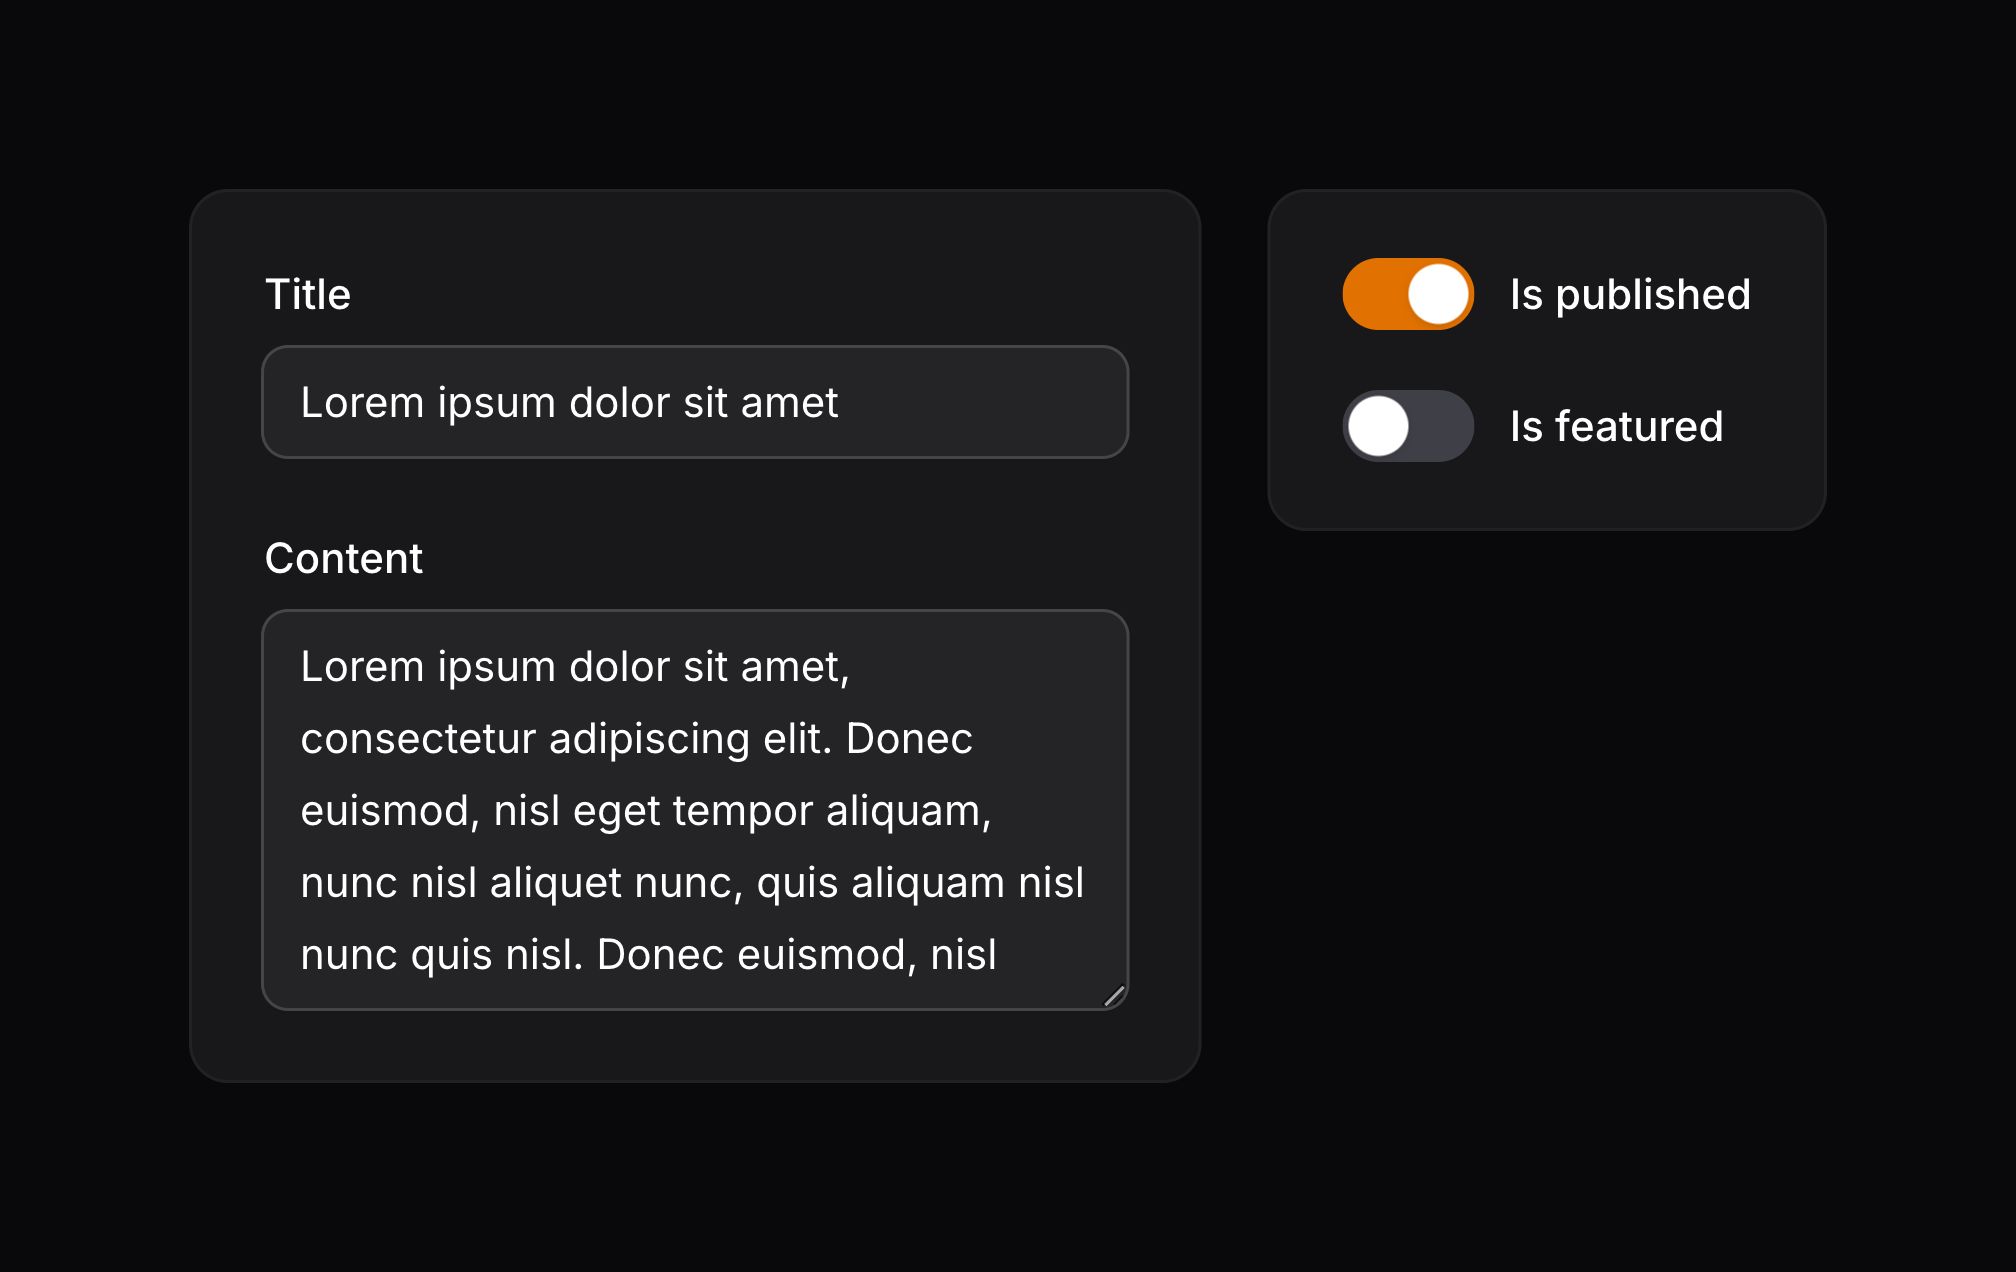 Title
Lorem ipsum dolor sit amet
Content
Lorem ipsum dolor sit amet,
consectetur adipiscing elit. Donec
euismod, nisl eget tempor aliquam,
nunc nisl aliquet nunc, quis aliquam nisl
nunc quis nisl. Donec euismod, nisl
Is published
Is featured